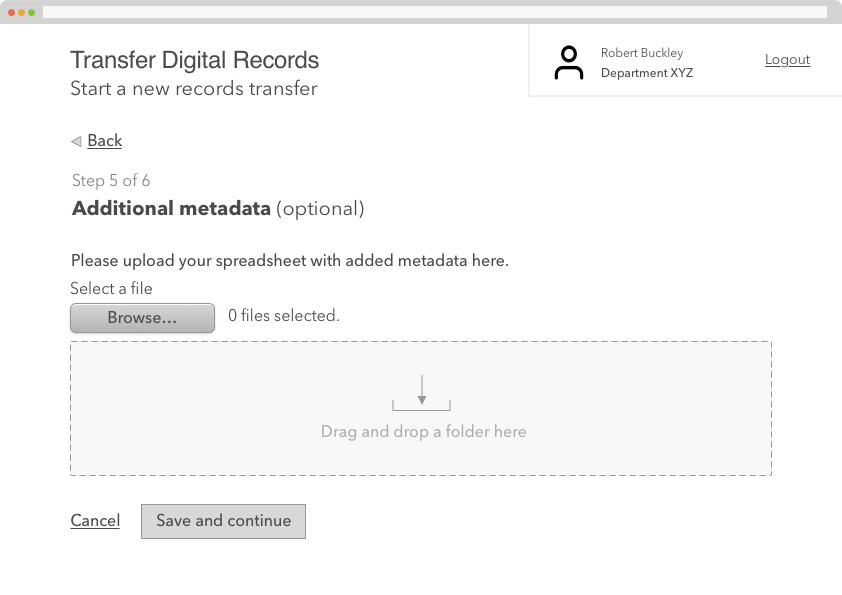 Transfer Digital Records
Start a new records transfer
Robert Buckley
Department XYZ
Logout
Back
Step 5 of 6
Additional metadata (optional)
Please upload your spreadsheet with added metadata here.
Select a file
Browse...
0 files selected.
Drag and drop a folder here
Cancel
Save and continue